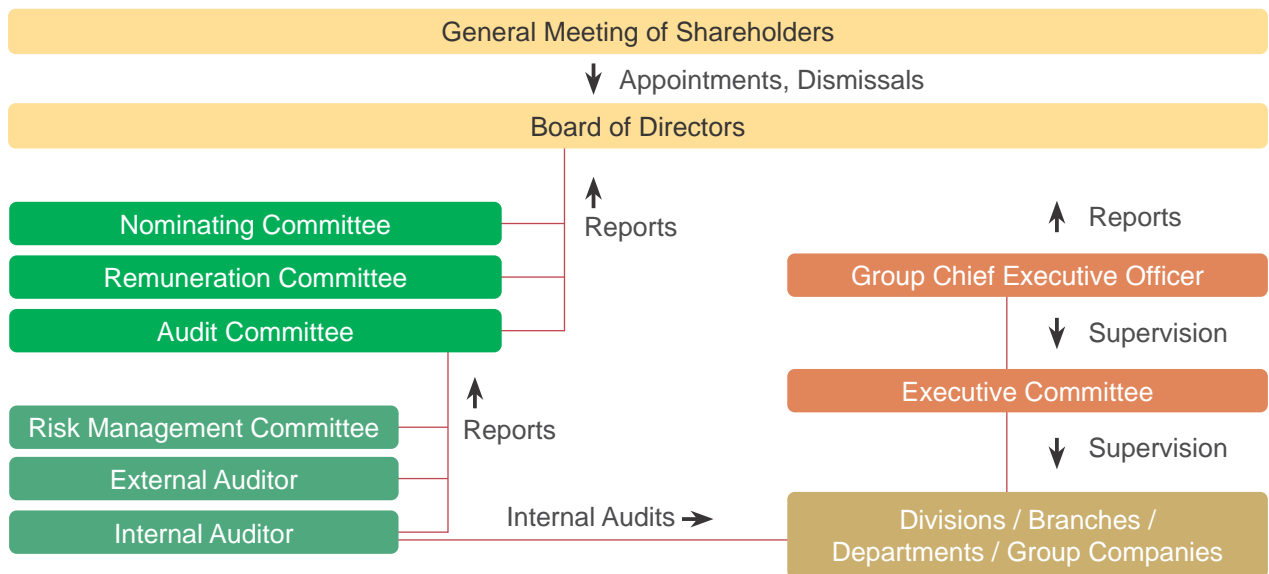 General Meeting of Shareholders
Appointments, Dismissals
Board of Directors
Reports
Nominating Committee
Remuneration Committee
Audit Committee
Reports
Risk Management Committee
External Auditor
Internal Auditor
Internal Audits
Reports
Group Chief Executive Officer
Supervision
Executive Committee
Supervision
Divisions / Branches /
Departments / Group Companies